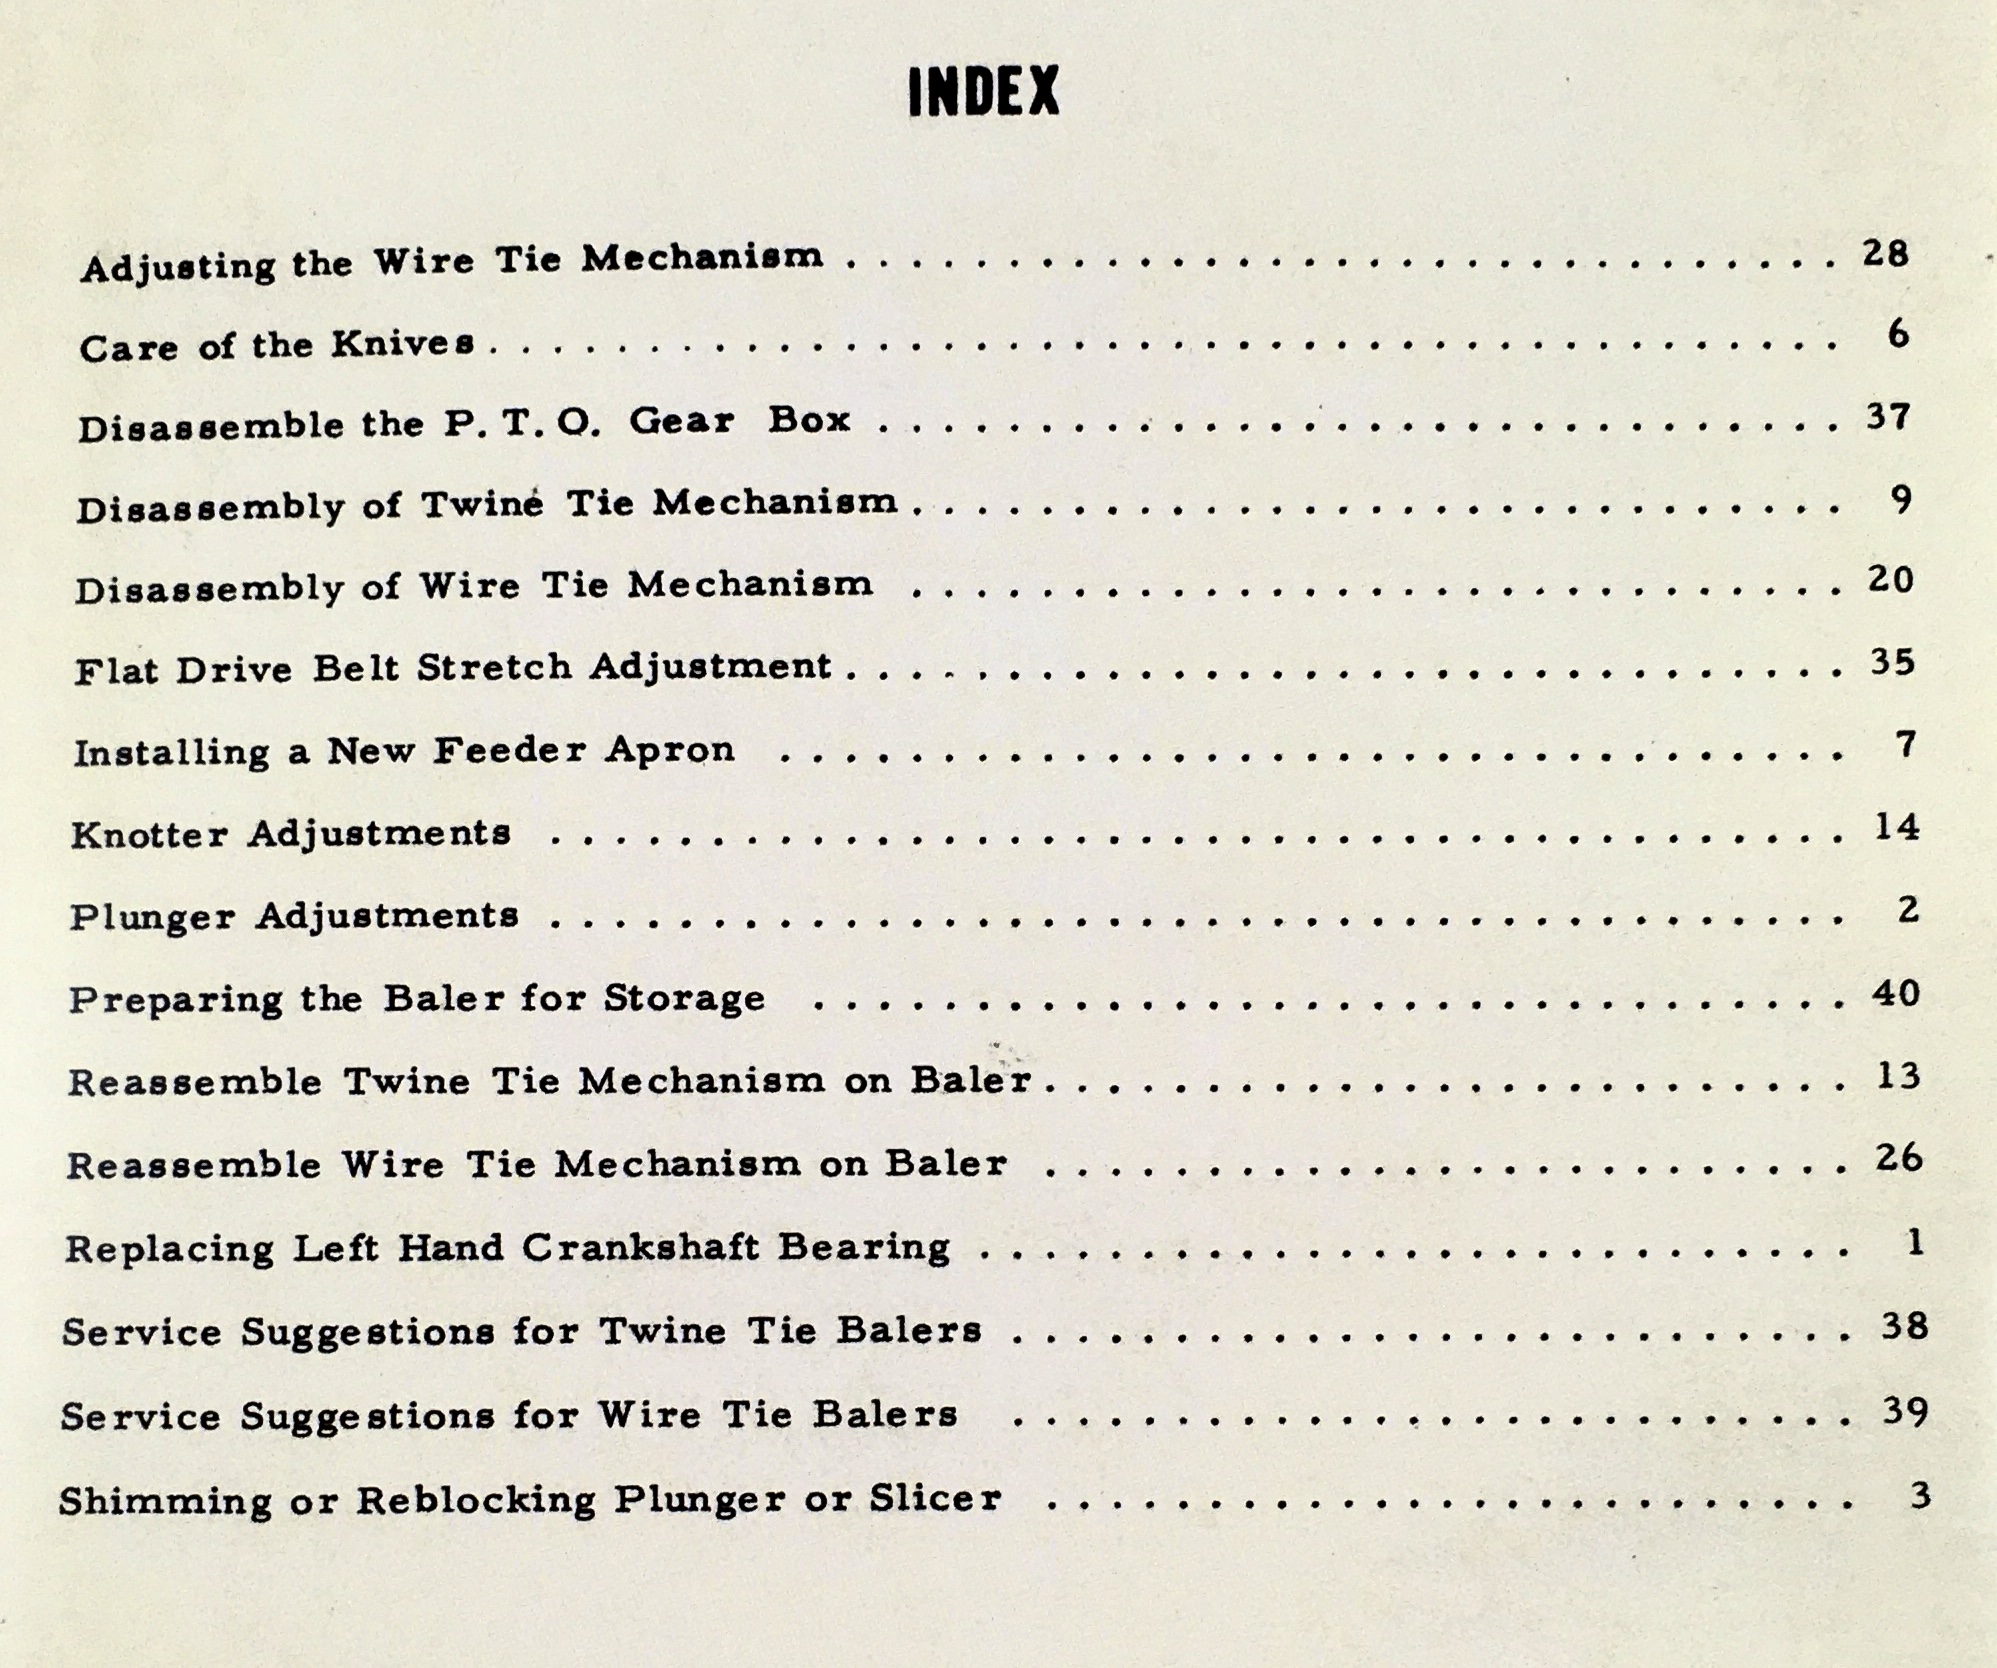 INDEX
Adjusting the Wire Tie Mechanism . . . . . . . . . . . . . . . . . . . . . . . . . . . . . . . 28
Care of the Knives . . . . . . . . . . . . . . . . . . . . . . . . . . . . . . . . . . . . . . . . . . 6
Disassemble the P. T. O. Gear Box . . . . . . . . . . . . . . . . . . . . . . . . . . . . . . 37
Disassembly of Twine Tie Mechanism . . . . . . . . . . . . . . . . . . . . . . . . . . . . . 9
Disassembly of Wire Tie Mechanism . . . . . . . . . . . . . . . . . . . . . . . . . . . . . 20
Flat Drive Belt Stretch Adjustment . . . . . . . . . . . . . . . . . . . . . . . . . . . . . . . 35
Installing a New Feeder Apron . . . . . . . . . . . . . . . . . . . . . . . . . . . . . . . . . 7
Knotter Adjustments . . . . . . . . . . . . . . . . . . . . . . . . . . . . . . . . . . . . . . . . 14
Plunger Adjustments . . . . . . . . . . . . . . . . . . . . . . . . . . . . . . . . . . . . . . . . 2
Preparing the Baler for Storage . . . . . . . . . . . . . . . . . . . . . . . . . . . . . . . . 40
Reassemble Twine Tie Mechanism on Baler . . . . . . . . . . . . . . . . . . . . . . . . . 13
Reassemble Wire Tie Mechanism on Baler . . . . . . . . . . . . . . . . . . . . . . . . . 26
Replacing Left Hand Crankshaft Bearing . . . . . . . . . . . . . . . . . . . . . . . . . . . 1
Service Suggestions for Twine Tie Balers . . . . . . . . . . . . . . . . . . . . . . . . . . 38
Service Suggestions for Wire Tie Balers . . . . . . . . . . . . . . . . . . . . . . . . . . 39
Shimming or Reblocking Plunger or Slicer . . . . . . . . . . . . . . . . . . . . . . . . . 3